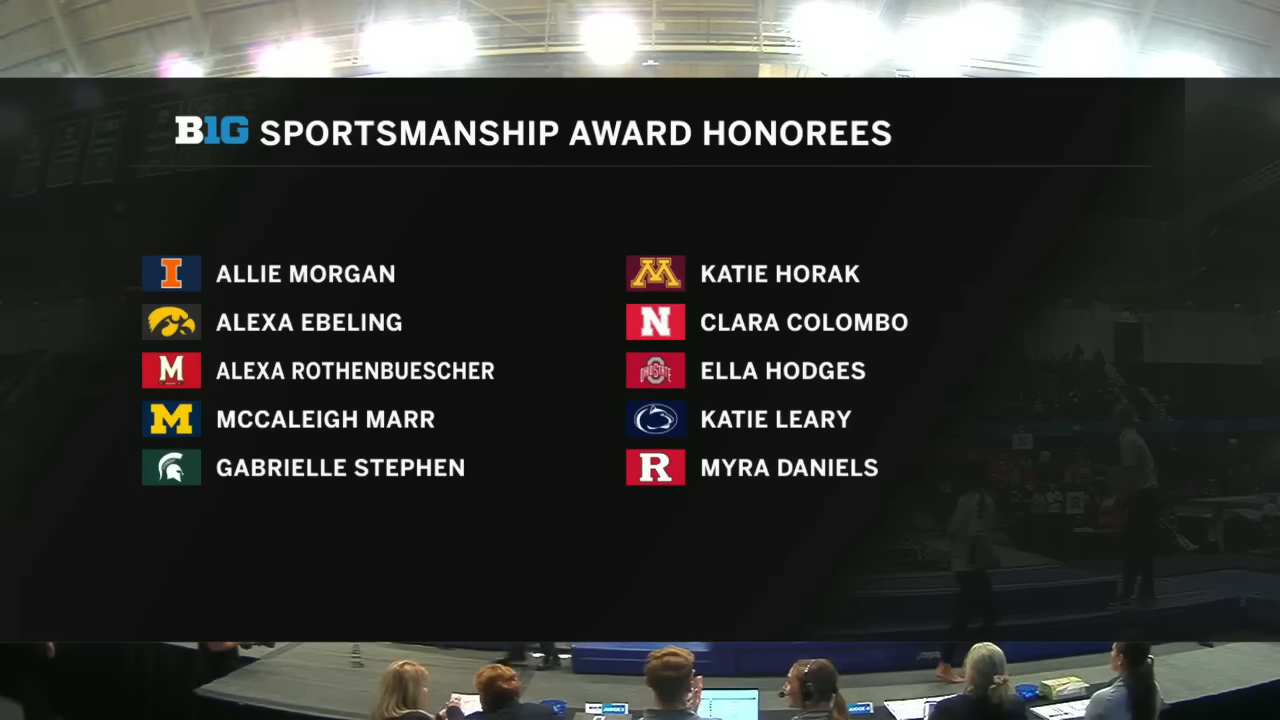 B1G SPORTSMANSHIP AWARD HONOREES
I ALLIE MORGAN
ALEXA EBELING
M ALEXA ROTHENBUESCHER
M MCCALEIGH MARR
GABRIELLE STEPHEN
M KATIE HORAK
N CLARA COLOMBO
OHIO STATE ELLA HODGES
KATIE LEARY
R MYRA DANIELS